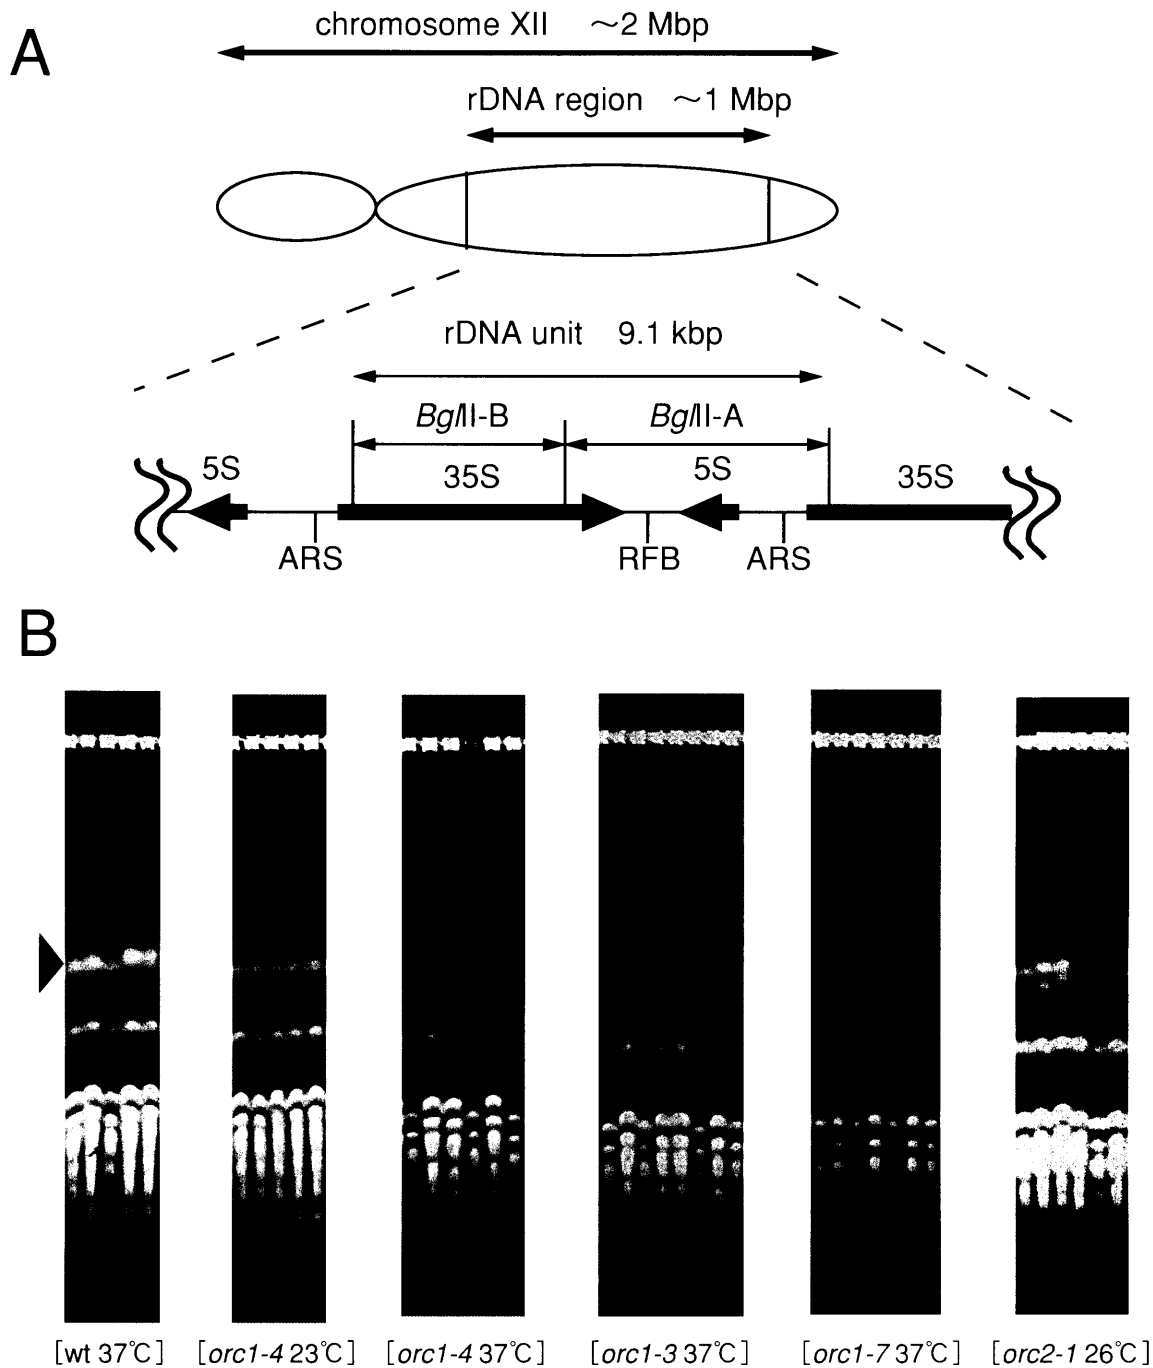 A
chromosome XII ~2 Mbp
rDNA region ~1 Mbp
rDNA unit 9.1 kbp
BglII-B BglII-A
5S 35S 5S 35S
ARS RFB ARS
B
[wt 37℃] [orc1-4 23℃] [orc1-4 37℃] [orc1-3 37℃] [orc1-7 37℃] [orc2-1 26℃]